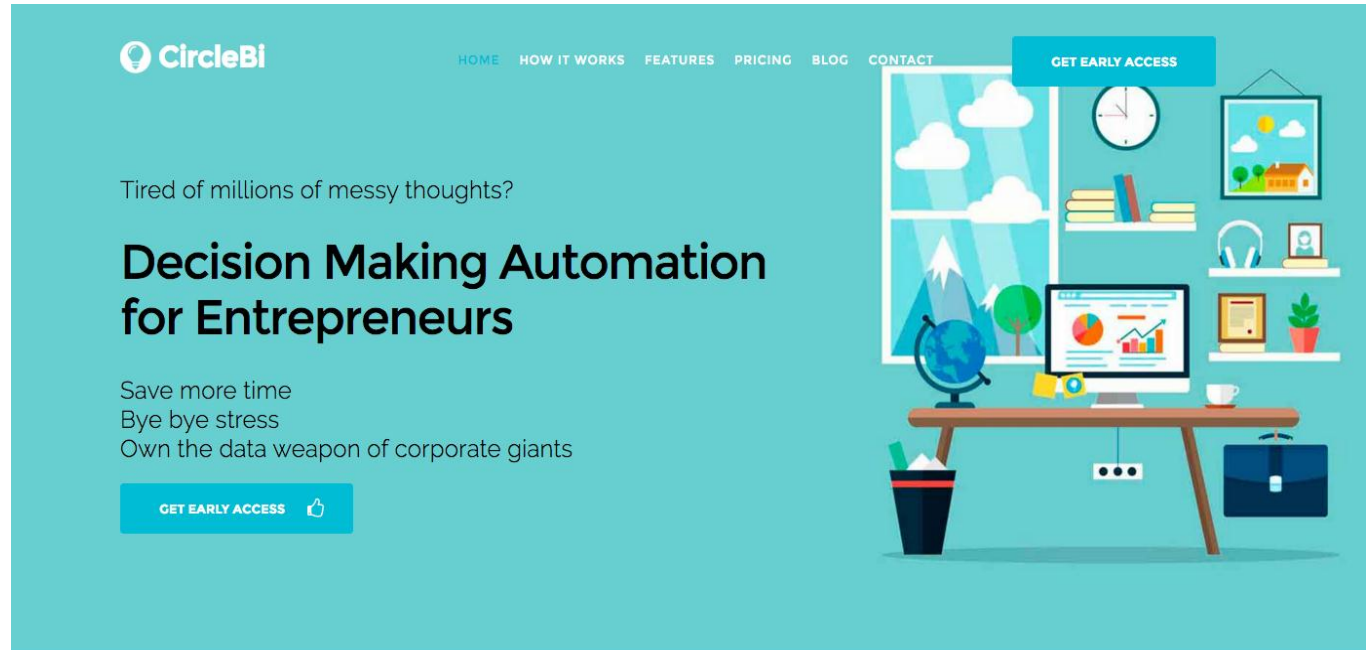 CircleBi
HOME HOW IT WORKS FEATURES PRICING BLOG CONTACT
GET EARLY ACCESS
Tired of millions of messy thoughts?
Decision Making Automation
for Entrepreneurs
Save more time
Bye bye stress
Own the data weapon of corporate giants
GET EARLY ACCESS